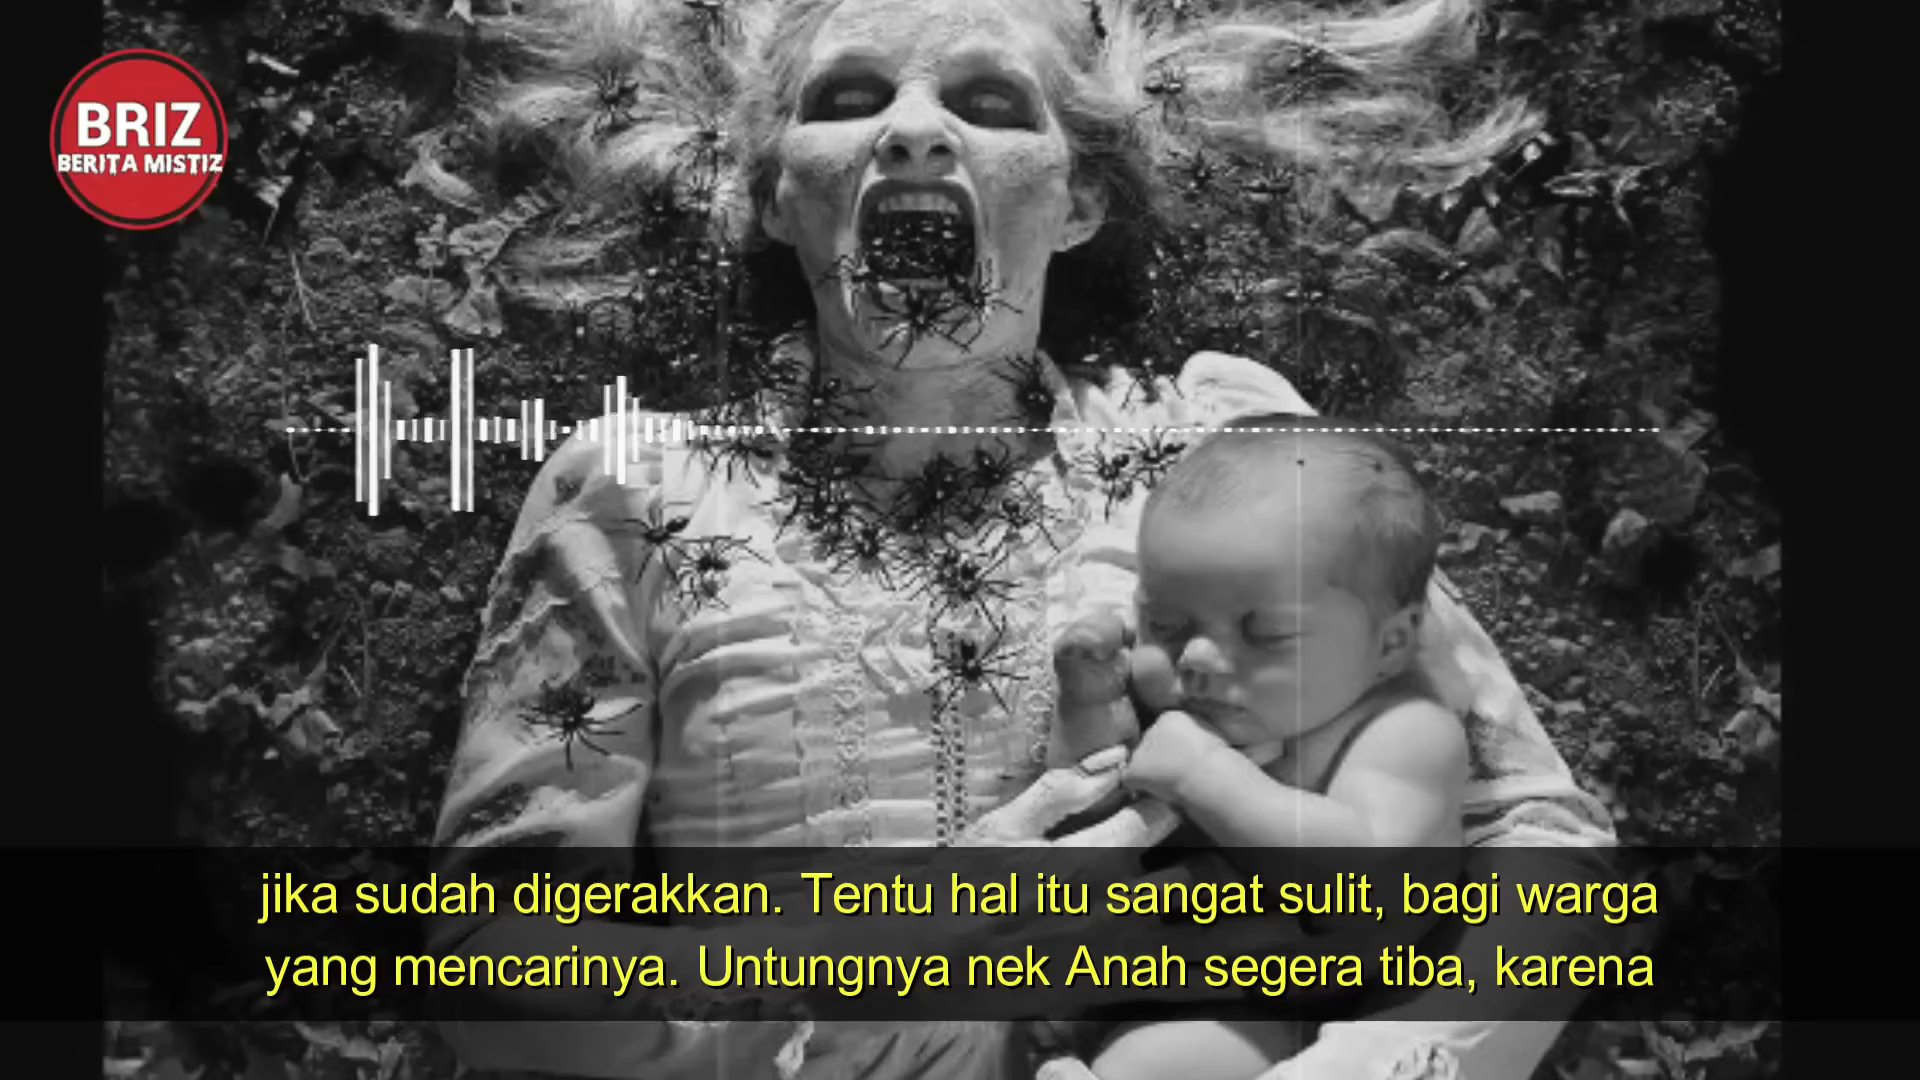 BRIZ
BERITA MISTIZ
jika sudah digerakkan. Tentu hal itu sangat sulit, bagi warga
yang mencarinya. Untungnya nek Anah segera tiba, karena